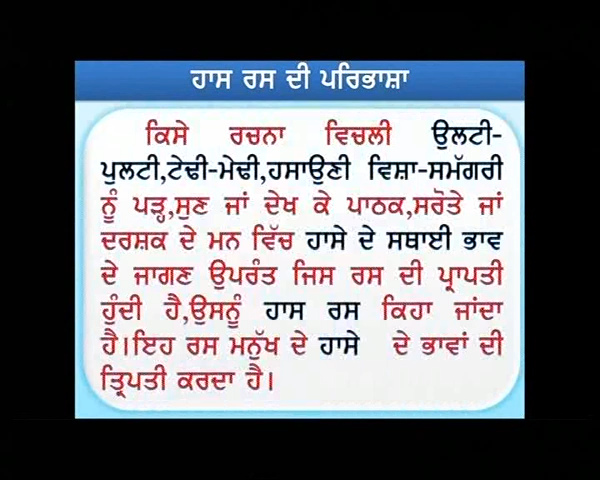 ਹਾਸ ਰਸ ਦੀ ਪਰਿਭਾਸ਼ਾ
ਕਿਸੇ ਰਚਨਾ ਵਿਚਲੀ ਉਲਟੀ-
ਪੁਲਟੀ,ਟੇਢੀ-ਮੇਢੀ,ਹਸਾਉਣੀ ਵਿਸ਼ਾ-ਸਮੱਗਰੀ
ਨੂੰ ਪੜ੍ਹ,ਸੁਣ ਜਾਂ ਦੇਖ ਕੇ ਪਾਠਕ,ਸਰੋਤੇ ਜਾਂ
ਦਰਸ਼ਕ ਦੇ ਮਨ ਵਿੱਚ ਹਾਸੇ ਦੇ ਸਥਾਈ ਭਾਵ
ਦੇ ਜਾਗਣ ਉਪਰੰਤ ਜਿਸ ਰਸ ਦੀ ਪ੍ਰਾਪਤੀ
ਹੁੰਦੀ ਹੈ,ਉਸਨੂੰ ਹਾਸ ਰਸ ਕਿਹਾ ਜਾਂਦਾ
ਹੈ।ਇਹ ਰਸ ਮਨੁੱਖ ਦੇ ਹਾਸੇ ਦੇ ਭਾਵਾਂ ਦੀ
ਤ੍ਰਿਪਤੀ ਕਰਦਾ ਹੈ।